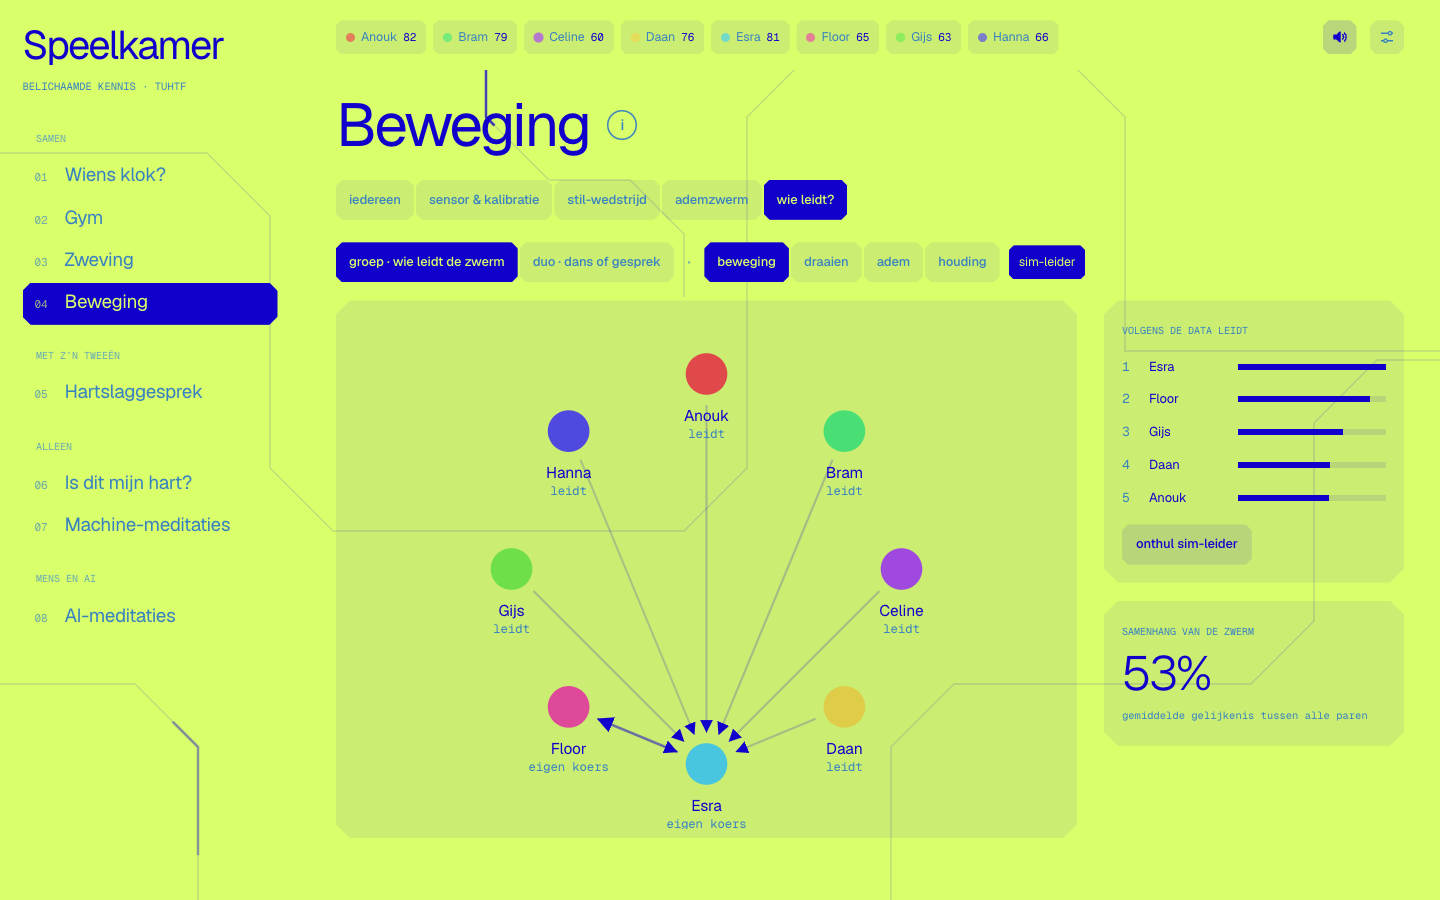 Speelkamer
BELICHAAMDE KENNIS · TUHTF
Anouk 82
Bram 79
Celine 60
Daan 76
Esra 81
Floor 65
Gijs 63
Hanna 66
SAMEN
01 Wiens klok?
02 Gym
03 Zweving
04 Beweging
MET Z'N TWEEËN
05 Hartslaggesprek
ALLEEN
06 Is dit mijn hart?
07 Machine-meditaties
MENS EN AI
08 AI-meditaties
Beweging i
iedereen sensor & kalibratie stil-wedstrijd ademzwerm wie leidt?
groep · wie leidt de zwerm duo · dans of gesprek · beweging draaien adem houding sim-leider
Anouk
leidt
Hanna
leidt
Bram
leidt
Gijs
leidt
Celine
leidt
Floor
eigen koers
Daan
leidt
Esra
eigen koers
VOLGENS DE DATA LEIDT
1 Esra
2 Floor
3 Gijs
4 Daan
5 Anouk
onthul sim-leider
SAMENHANG VAN DE ZWERM
53%
gemiddelde gelijkenis tussen alle paren